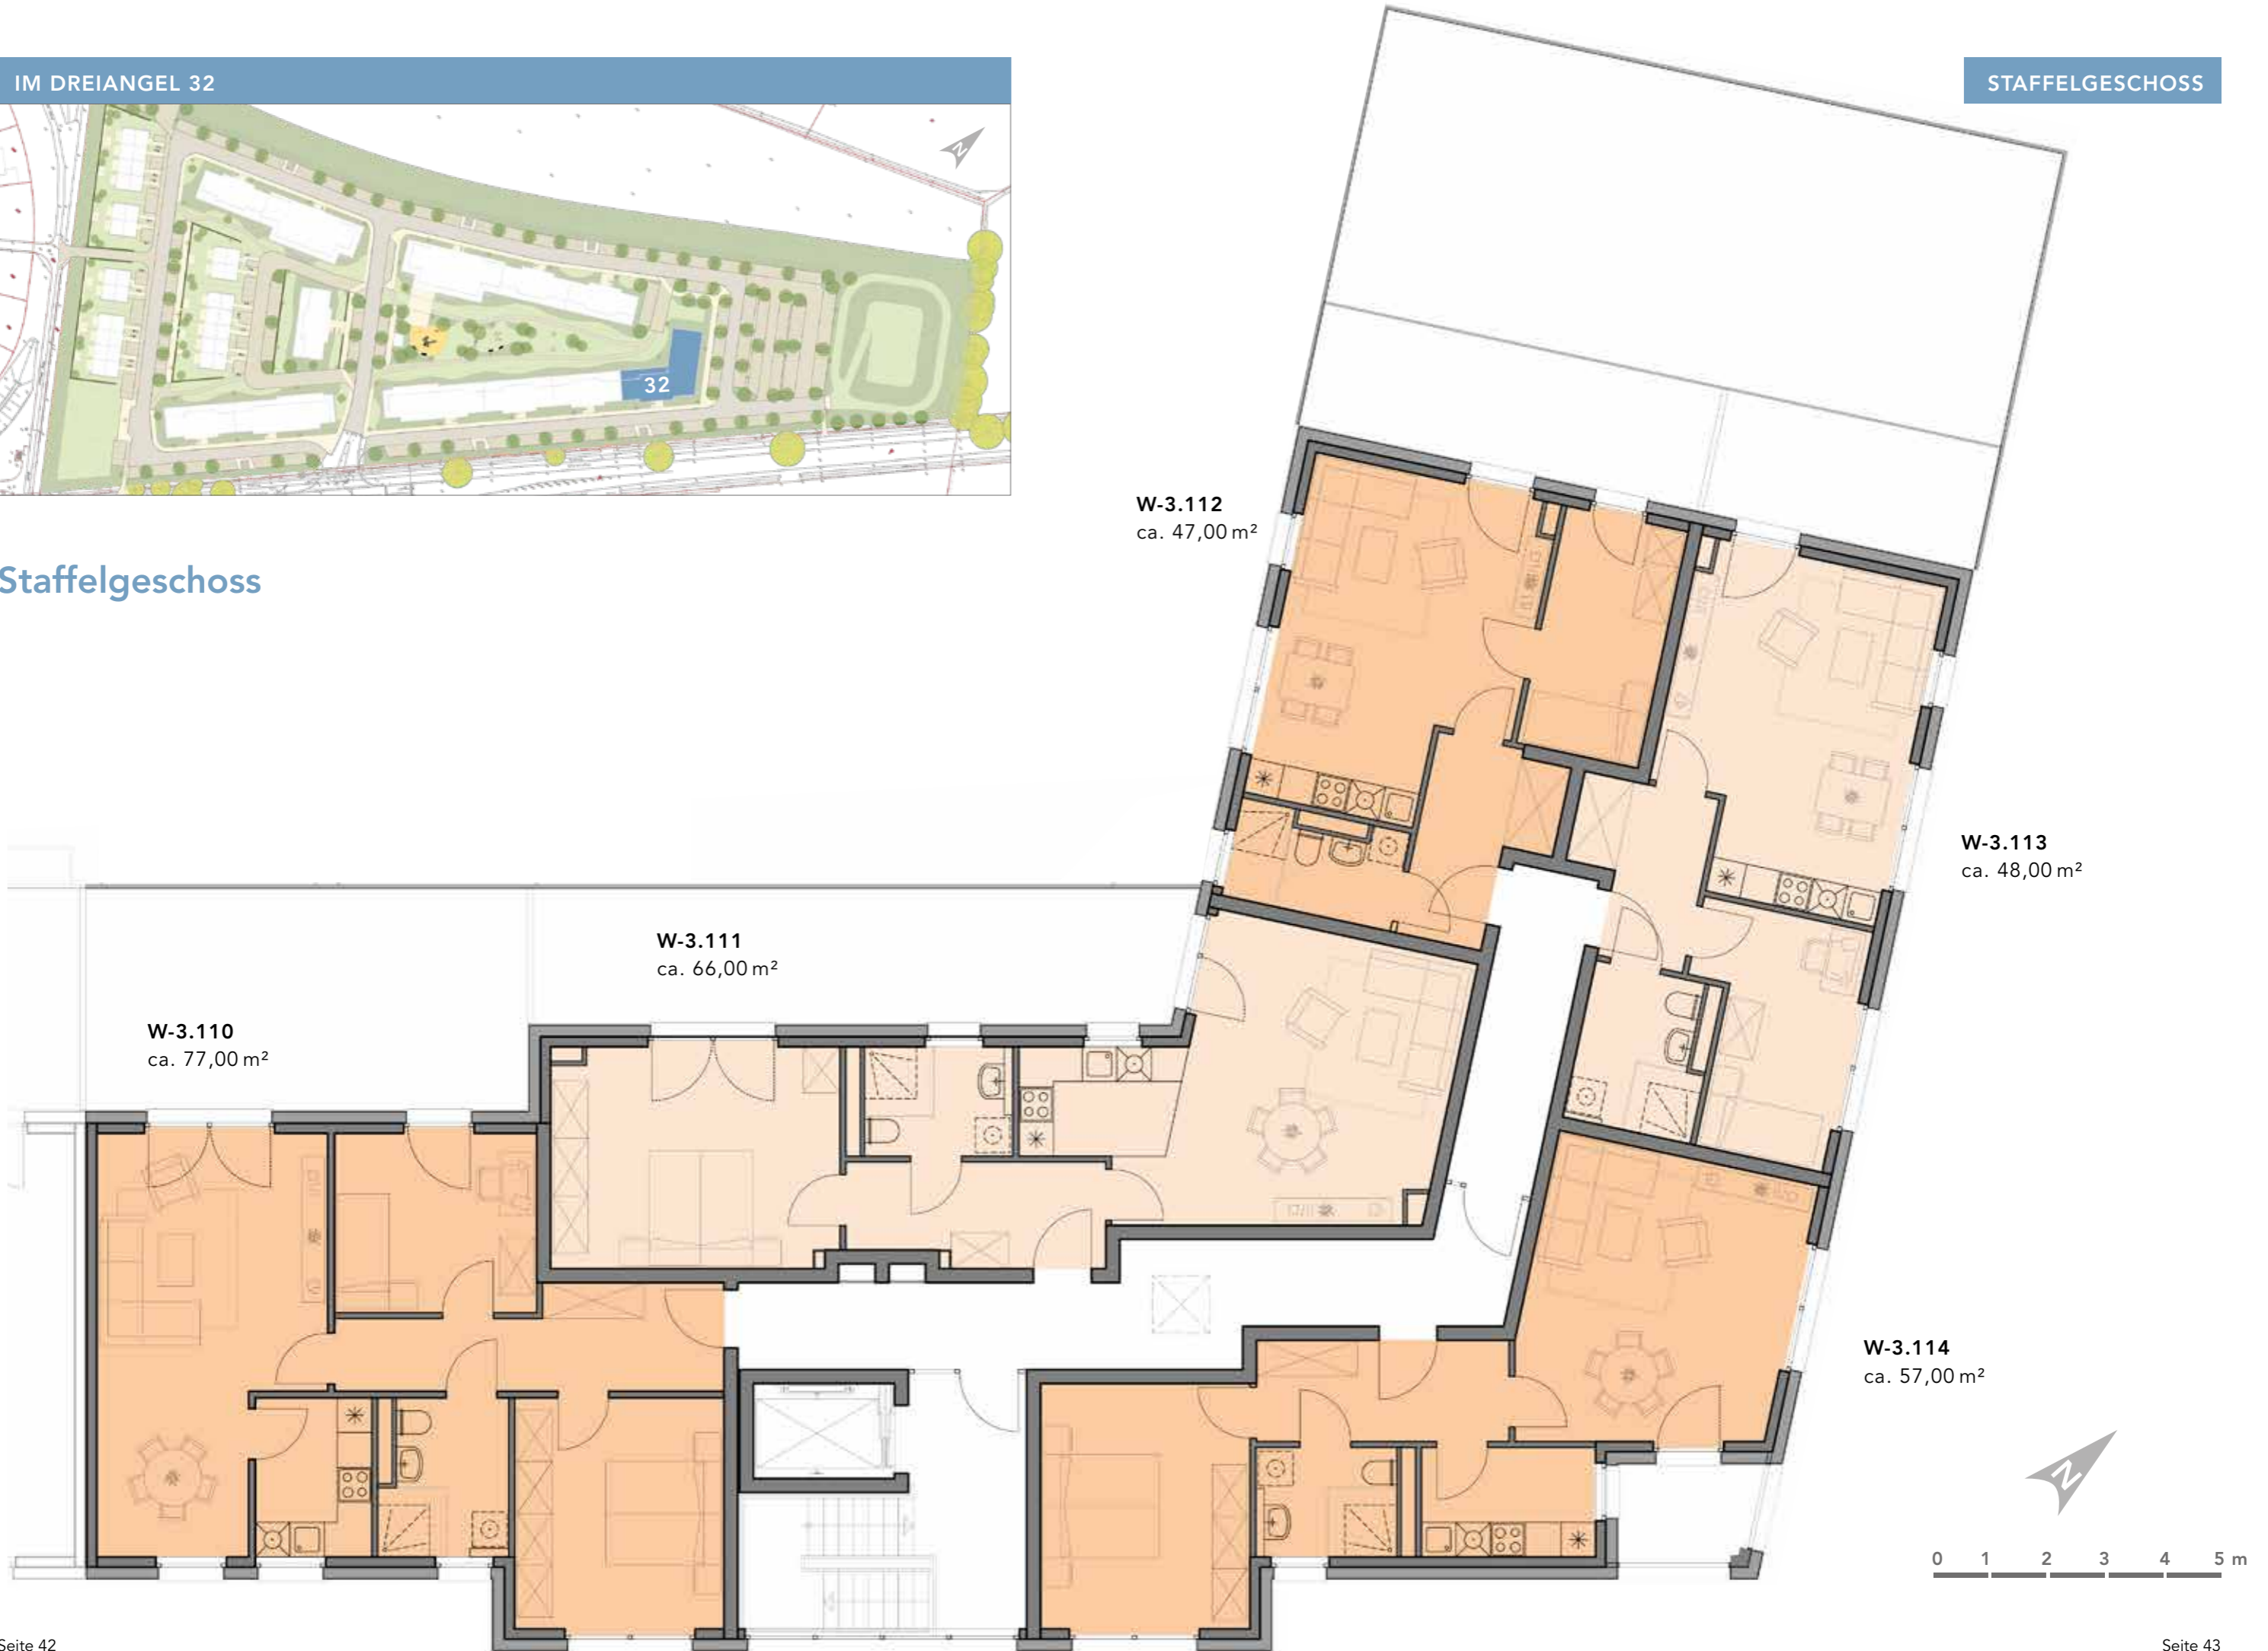 IM DREIANGEL 32
STAFFELGESCHOSS
N
32
Staffelgeschoss
W-3.112
ca. 47,00 m²
W-3.113
ca. 48,00 m²
W-3.111
ca. 66,00 m²
W-3.110
ca. 77,00 m²
W-3.114
ca. 57,00 m²
N
0 1 2 3 4 5 m
Seite 42
Seite 43